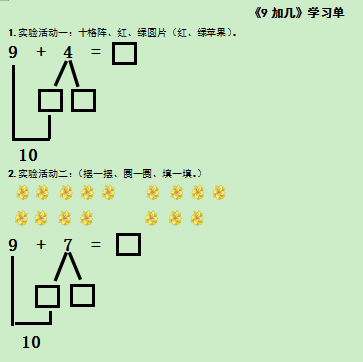 《9 加几》学习单
1. 实验活动一：十格阵、红、绿圆片（红、绿苹果）。
9 + 4 =
10
2. 实验活动二：（摆一摆、圈一圈、填一填。）
9 + 7 =
10